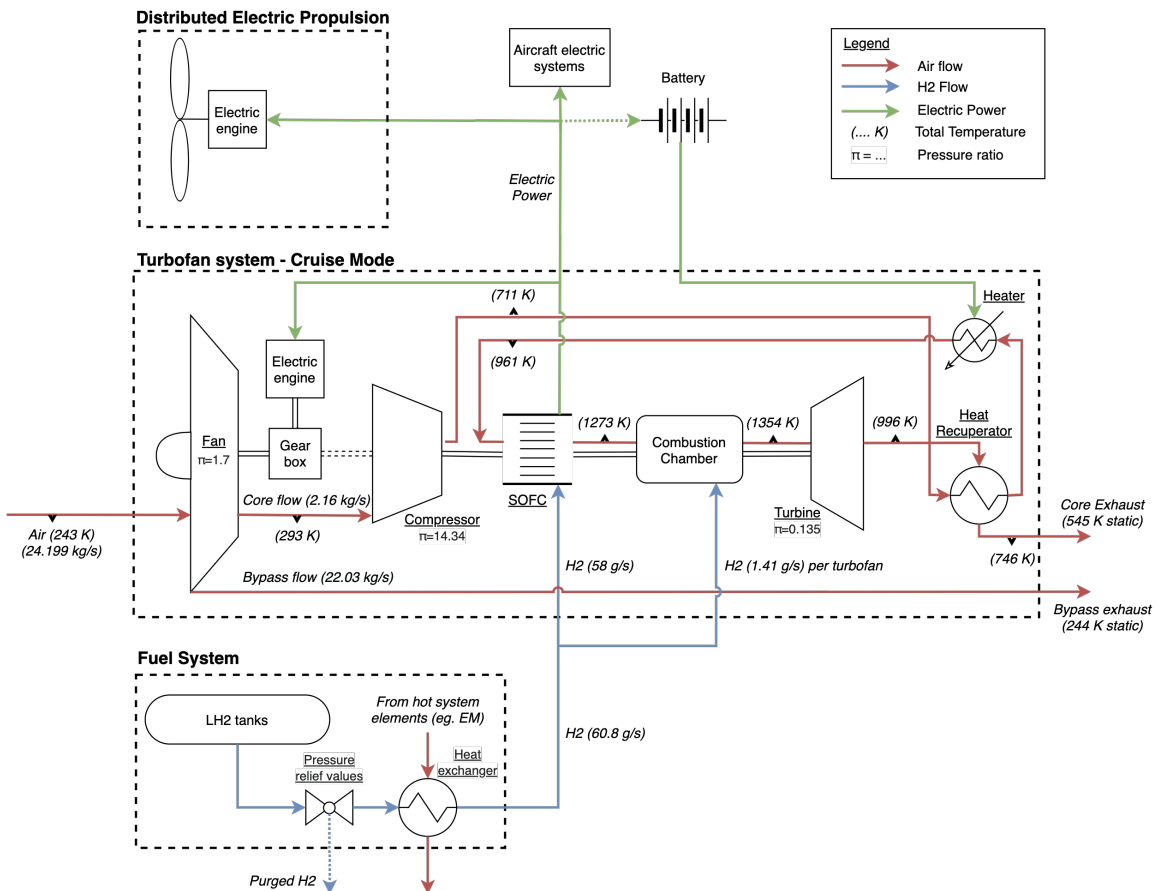 Distributed Electric Propulsion
Electric
engine
Aircraft electric
systems
Battery
Legend
Air flow
H2 Flow
Electric Power
(.... K) Total Temperature
π = ... Pressure ratio
Electric
Power
Turbofan system - Cruise Mode
(711 K)
Heater
(961 K)
Electric
engine
Fan
π=1.7
Gear
box
Core flow (2.16 kg/s)
(293 K)
Air (243 K)
(24.199 kg/s)
Compressor
π=14.34
SOFC
(1273 K)
Combustion
Chamber
(1354 K)
Turbine
π=0.135
(996 K)
Heat
Recuperator
Core Exhaust
(545 K static)
(746 K)
Bypass flow (22.03 kg/s)
H2 (58 g/s)
H2 (1.41 g/s) per turbofan
Bypass exhaust
(244 K static)
Fuel System
LH2 tanks
From hot system
elements (eg. EM)
Pressure
relief values
Heat
exchanger
H2 (60.8 g/s)
Purged H2